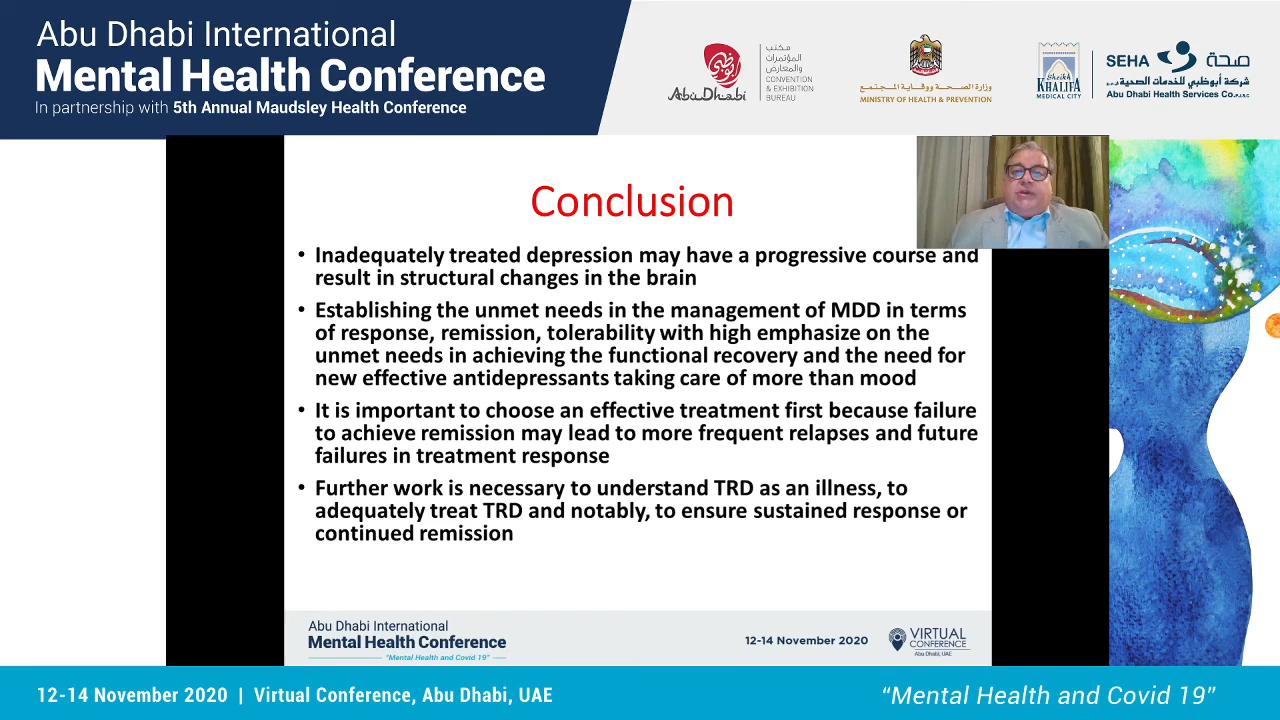 Abu Dhabi International
Mental Health Conference
In partnership with 5th Annual Maudsley Health Conference
أبوظبي
AbuDhabi
مكتب
المؤتمرات
والمعارض
CONVENTION
& EXHIBITION
BUREAU
وزارة الصحة ووقاية المجتمع
MINISTRY OF HEALTH & PREVENTION
Sheikh
KHALIFA
MEDICAL CITY
SEHA صحة
شركة أبوظبي للخدمات الصحية
Abu Dhabi Health Services Co.
Conclusion
• Inadequately treated depression may have a progressive course and
result in structural changes in the brain
• Establishing the unmet needs in the management of MDD in terms
of response, remission, tolerability with high emphasize on the
unmet needs in achieving the functional recovery and the need for
new effective antidepressants taking care of more than mood
• It is important to choose an effective treatment first because failure
to achieve remission may lead to more frequent relapses and future
failures in treatment response
• Further work is necessary to understand TRD as an illness, to
adequately treat TRD and notably, to ensure sustained response or
continued remission
Abu Dhabi International
Mental Health Conference
"Mental Health and Covid 19"
12-14 November 2020
VIRTUAL
CONFERENCE
Abu Dhabi, UAE
12-14 November 2020 | Virtual Conference, Abu Dhabi, UAE
“Mental Health and Covid 19”